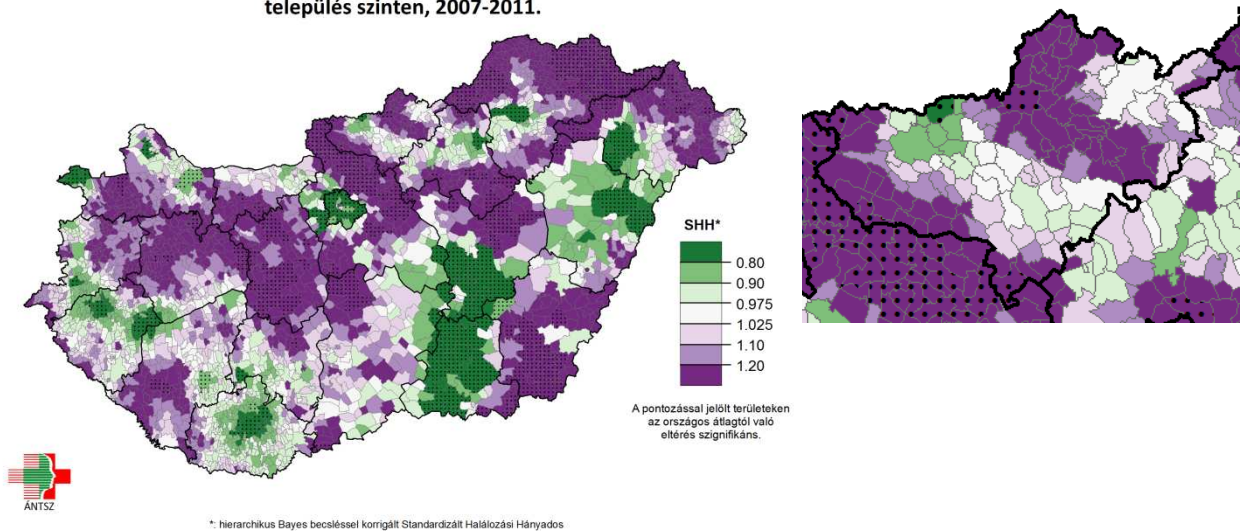 település szinten, 2007-2011.
SHH*
0.80
0.90
0.975
1.025
1.10
1.20
A pontozással jelölt területeken
az országos átlagtól való
eltérés szignifikáns.
ÁNTSZ
*: hierarchikus Bayes becsléssel korrigált Standardizált Halálozási Hányados